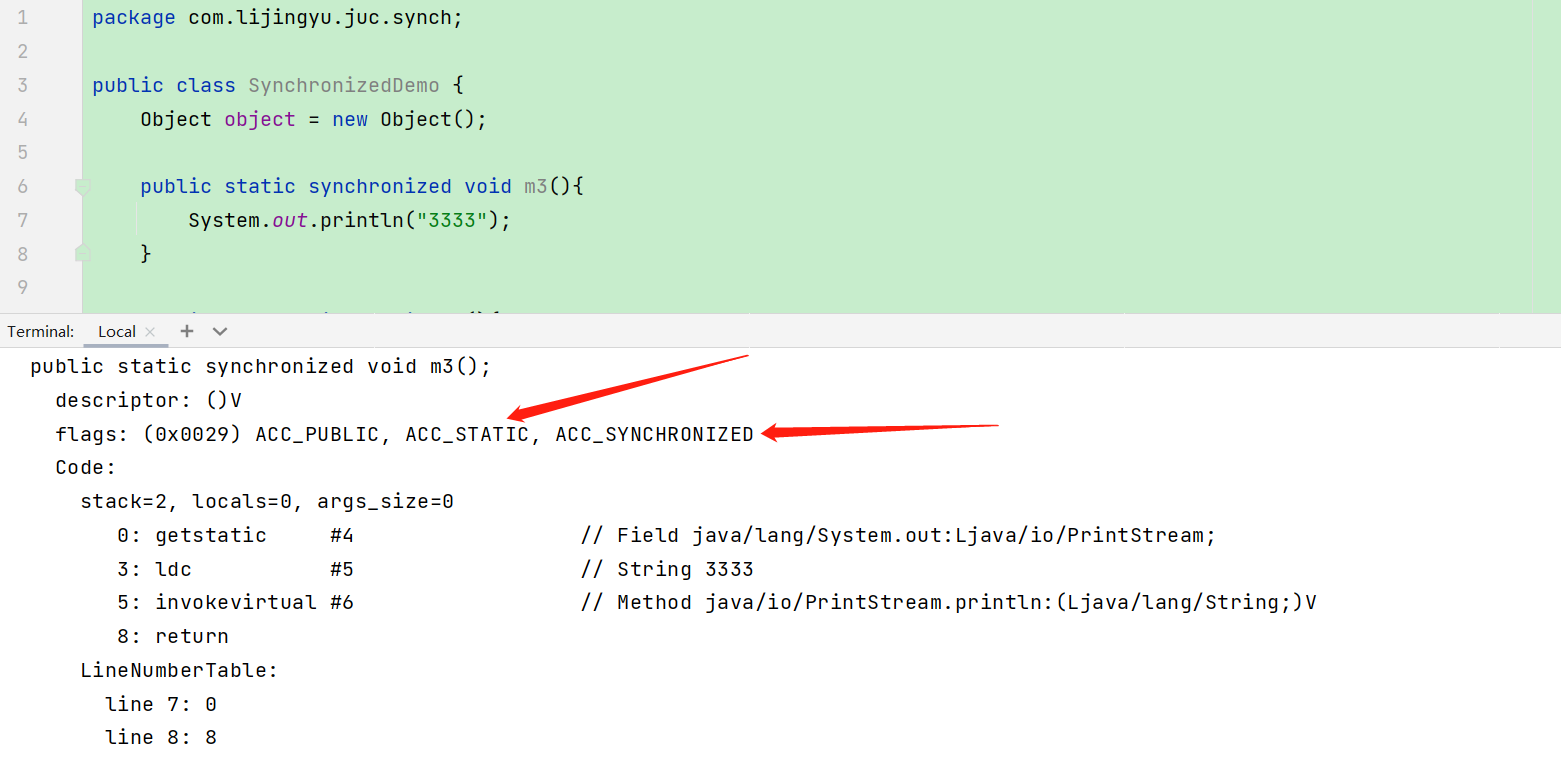 1 package com.lijingyu.juc.synch;
2
3 public class SynchronizedDemo {
4 Object object = new Object();
5
6 public static synchronized void m3(){
7 System.out.println("3333");
8 }
9
Terminal: Local × +
public static synchronized void m3();
descriptor: ()V
flags: (0x0029) ACC_PUBLIC, ACC_STATIC, ACC_SYNCHRONIZED
Code:
stack=2, locals=0, args_size=0
0: getstatic #4 // Field java/lang/System.out:Ljava/io/PrintStream;
3: ldc #5 // String 3333
5: invokevirtual #6 // Method java/io/PrintStream.println:(Ljava/lang/String;)V
8: return
LineNumberTable:
line 7: 0
line 8: 8